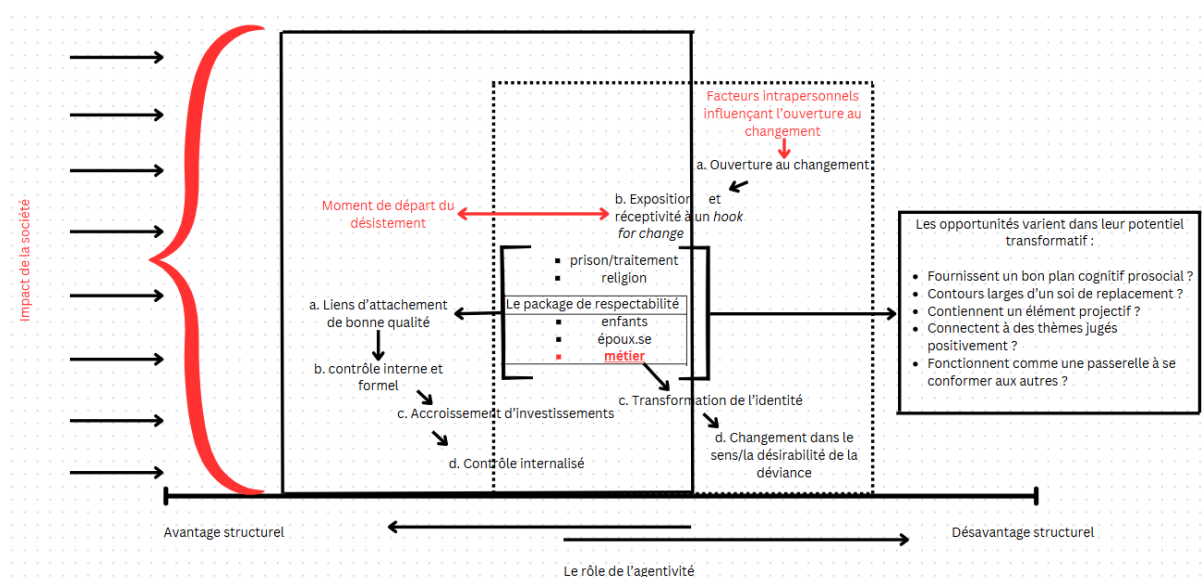 Impact de la société
Facteurs intrapersonnels
influençant l'ouverture au
changement
a. Ouverture au changement
Moment de départ du
désistement
b. Exposition et
réceptivité à un hook
for change
prison/traitement
religion
Le package de respectabilité
enfants
époux.se
métier
a. Liens d'attachement
de bonne qualité
b. contrôle interne et
formel
c. Accroissement d'investissements
d. Contrôle internalisé
c. Transformation de l'identité
d. Changement dans le
sens/la désirabilité de la
déviance
Les opportunités varient dans leur potentiel
transformatif :
Fournissent un bon plan cognitif prosocial ?
Contours larges d'un soi de replacement ?
Contiennent un élément projectif ?
Connectent à des thèmes jugés
positivement ?
Fonctionnent comme une passerelle à se
conformer aux autres ?
Avantage structurel
Désavantage structurel
Le rôle de l'agentivité